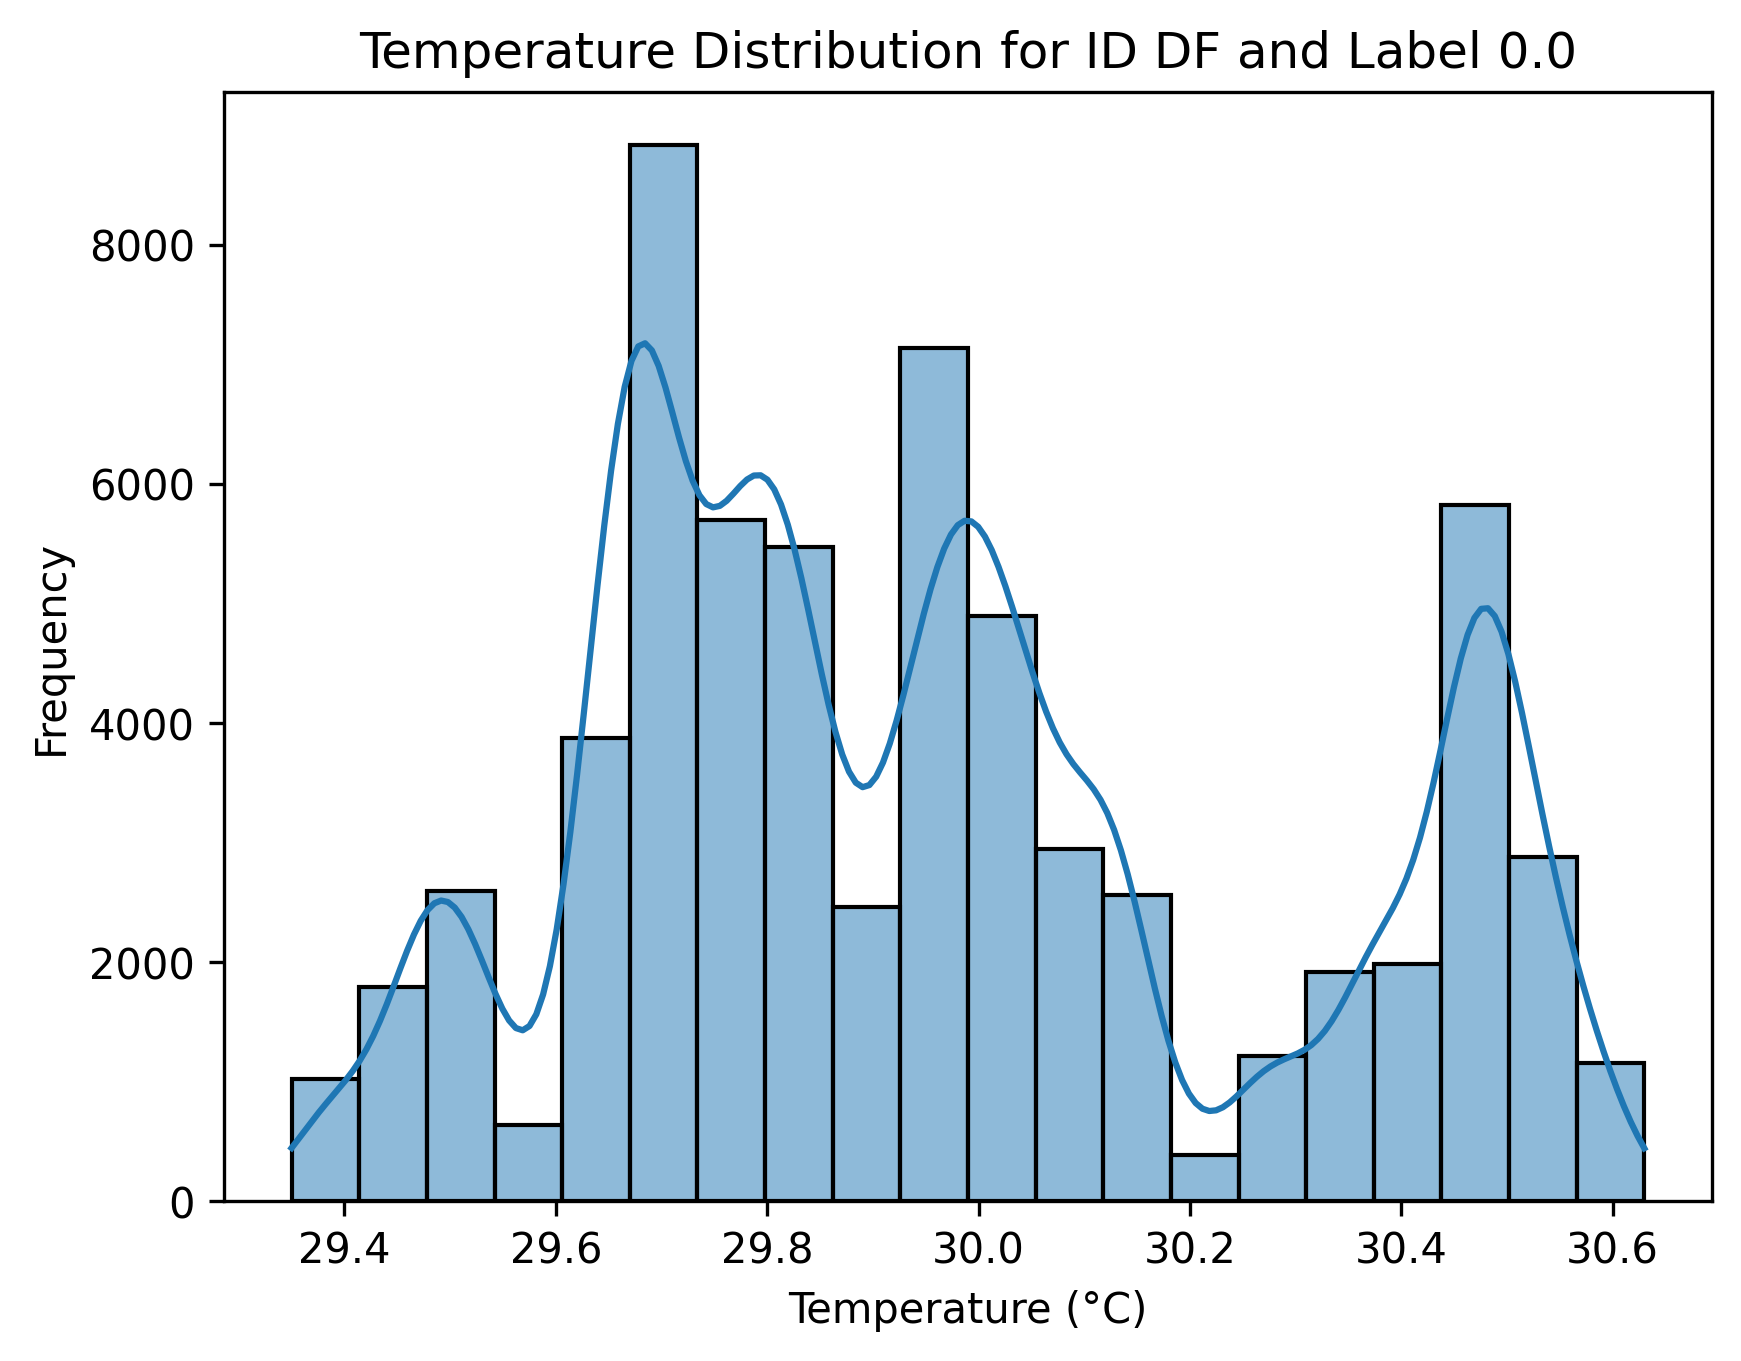 Temperature Distribution for ID DF and Label 0.0
8000
6000
4000
2000
0
Frequency
29.4 29.6 29.8 30.0 30.2 30.4 30.6
Temperature (°C)